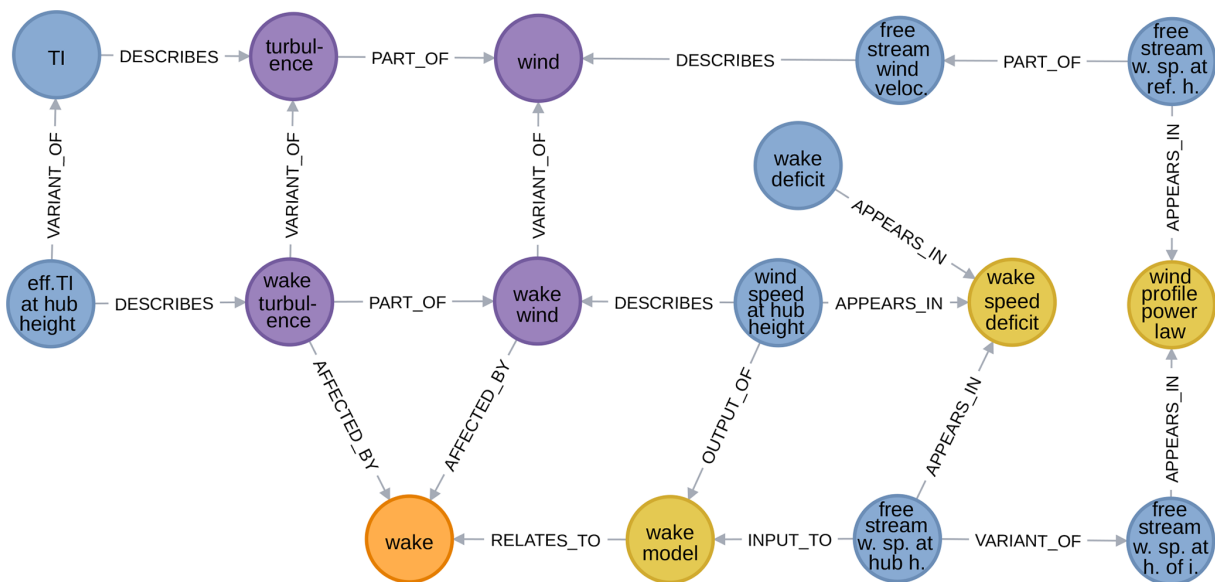 TI
DESCRIBES
turbul-
ence
PART_OF
wind
DESCRIBES
free
stream
wind
veloc.
PART_OF
free
stream
w. sp. at
ref. h.
VARIANT_OF
VARIANT_OF
VARIANT_OF
wake
deficit
APPEARS_IN
APPEARS_IN
eff.TI
at hub
height
DESCRIBES
wake
turbul-
ence
PART_OF
wake
wind
DESCRIBES
wind
speed
at hub
height
APPEARS_IN
wake
speed
deficit
wind
profile
power
law
AFFECTED_BY
AFFECTED_BY
OUTPUT_OF
APPEARS_IN
APPEARS_IN
wake
RELATES_TO
wake
model
INPUT_TO
free
stream
w. sp. at
hub h.
VARIANT_OF
free
stream
w. sp. at
h. of i.